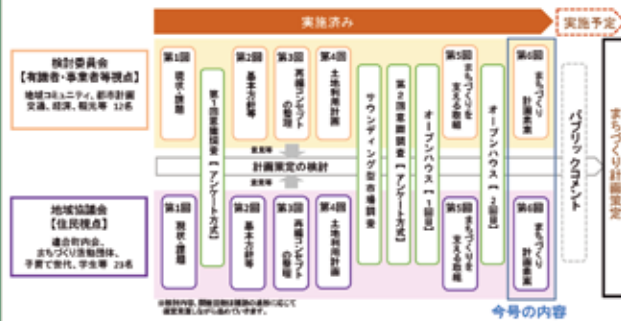 実施済み
実施予定
検討委員会
【有識者・事業者等視点】
地域コミュニティ、都市計画
交通、経済、観光等 12名
第1回
現状・課題
第1回意識調査【アンケート方式】
第2回
基本方針等
第3回
再編コンセプト
の整理
第4回
土地利用計画
サウンディング型市場調査
第2回意識調査【アンケート方式】
オープンハウス【1回目】
第5回
まちづくりを
支える取組
オープンハウス【2回目】
第6回
まちづくり
計画素案
パブリックコメント
まちづくり計画策定
意見等
計画策定の検討
意見等
地域協議会
【住民視点】
連合町内会、
まちづくり活動団体、
子育て世代、学生等 23名
第1回
現状・課題
第2回
基本方針等
第3回
再編コンセプト
の整理
第4回
土地利用計画
第5回
まちづくりを
支える取組
第6回
まちづくり
計画素案
今号の内容